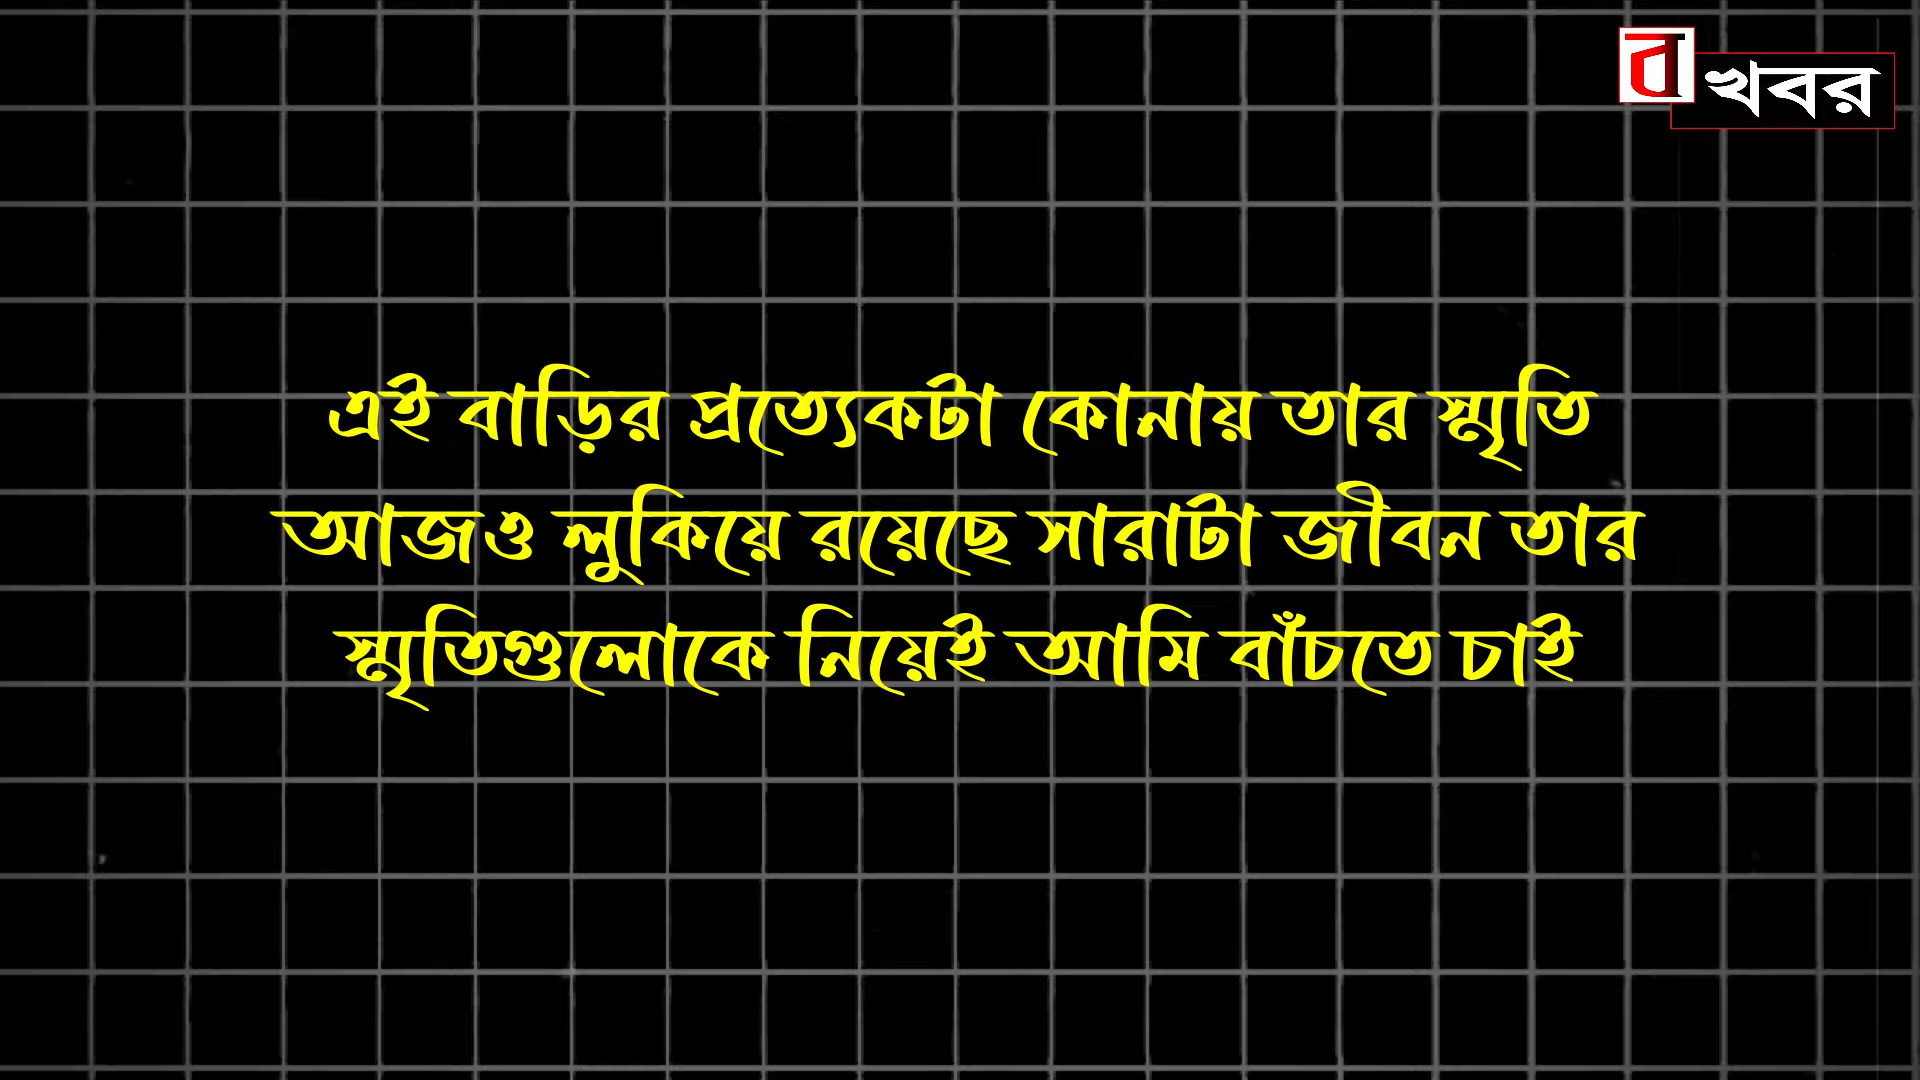 ব খবর
এই বাড়ির প্রত্যেকটা কোনায় তার স্মৃতি
আজও লুকিয়ে রয়েছে সারাটা জীবন তার
স্মৃতিগুলোকে নিয়েই আমি বাঁচতে চাই